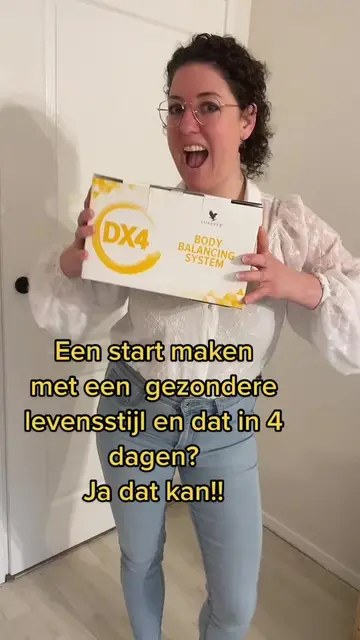 FOREVER
DX4
BODY
BALANCING
SYSTEM
Een start maken
met een gezondere
levensstijl en dat in 4
dagen?
Ja dat kan!!